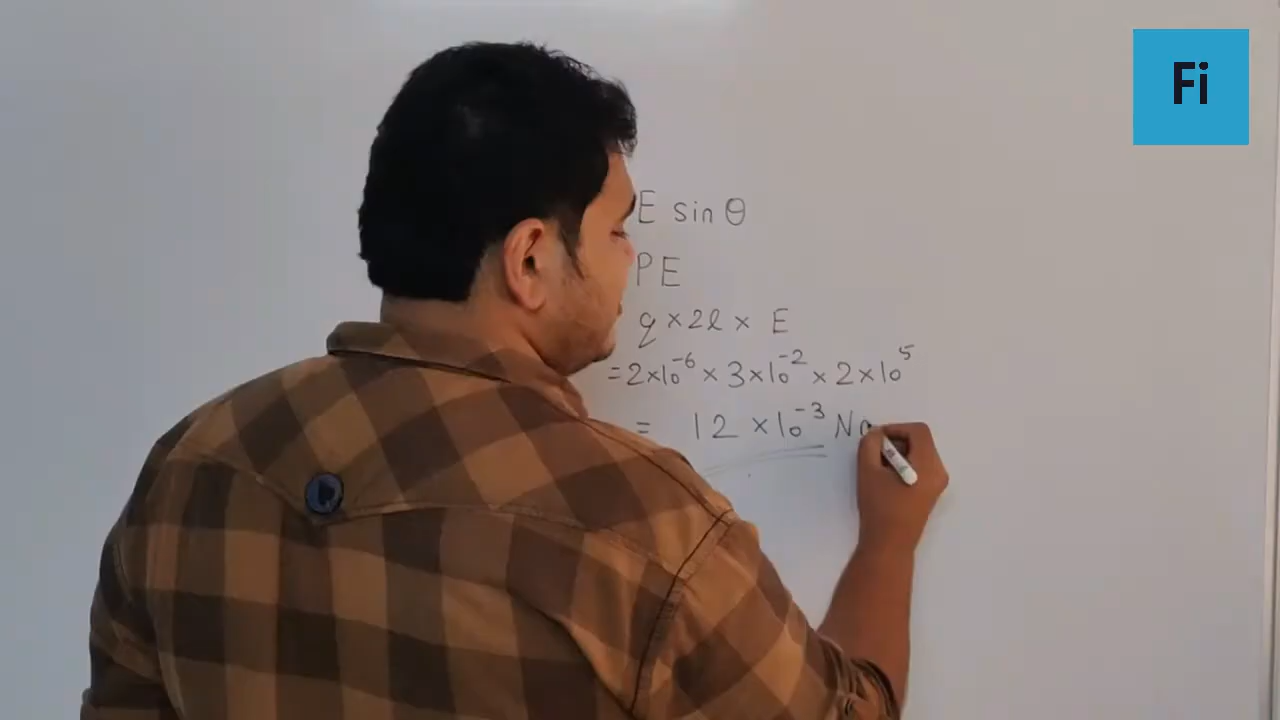 Fi
E sin θ
PE
q × 2l × E
= 2×10⁻⁶ × 3×10⁻² × 2×10⁵
= 12 ×10⁻³ N